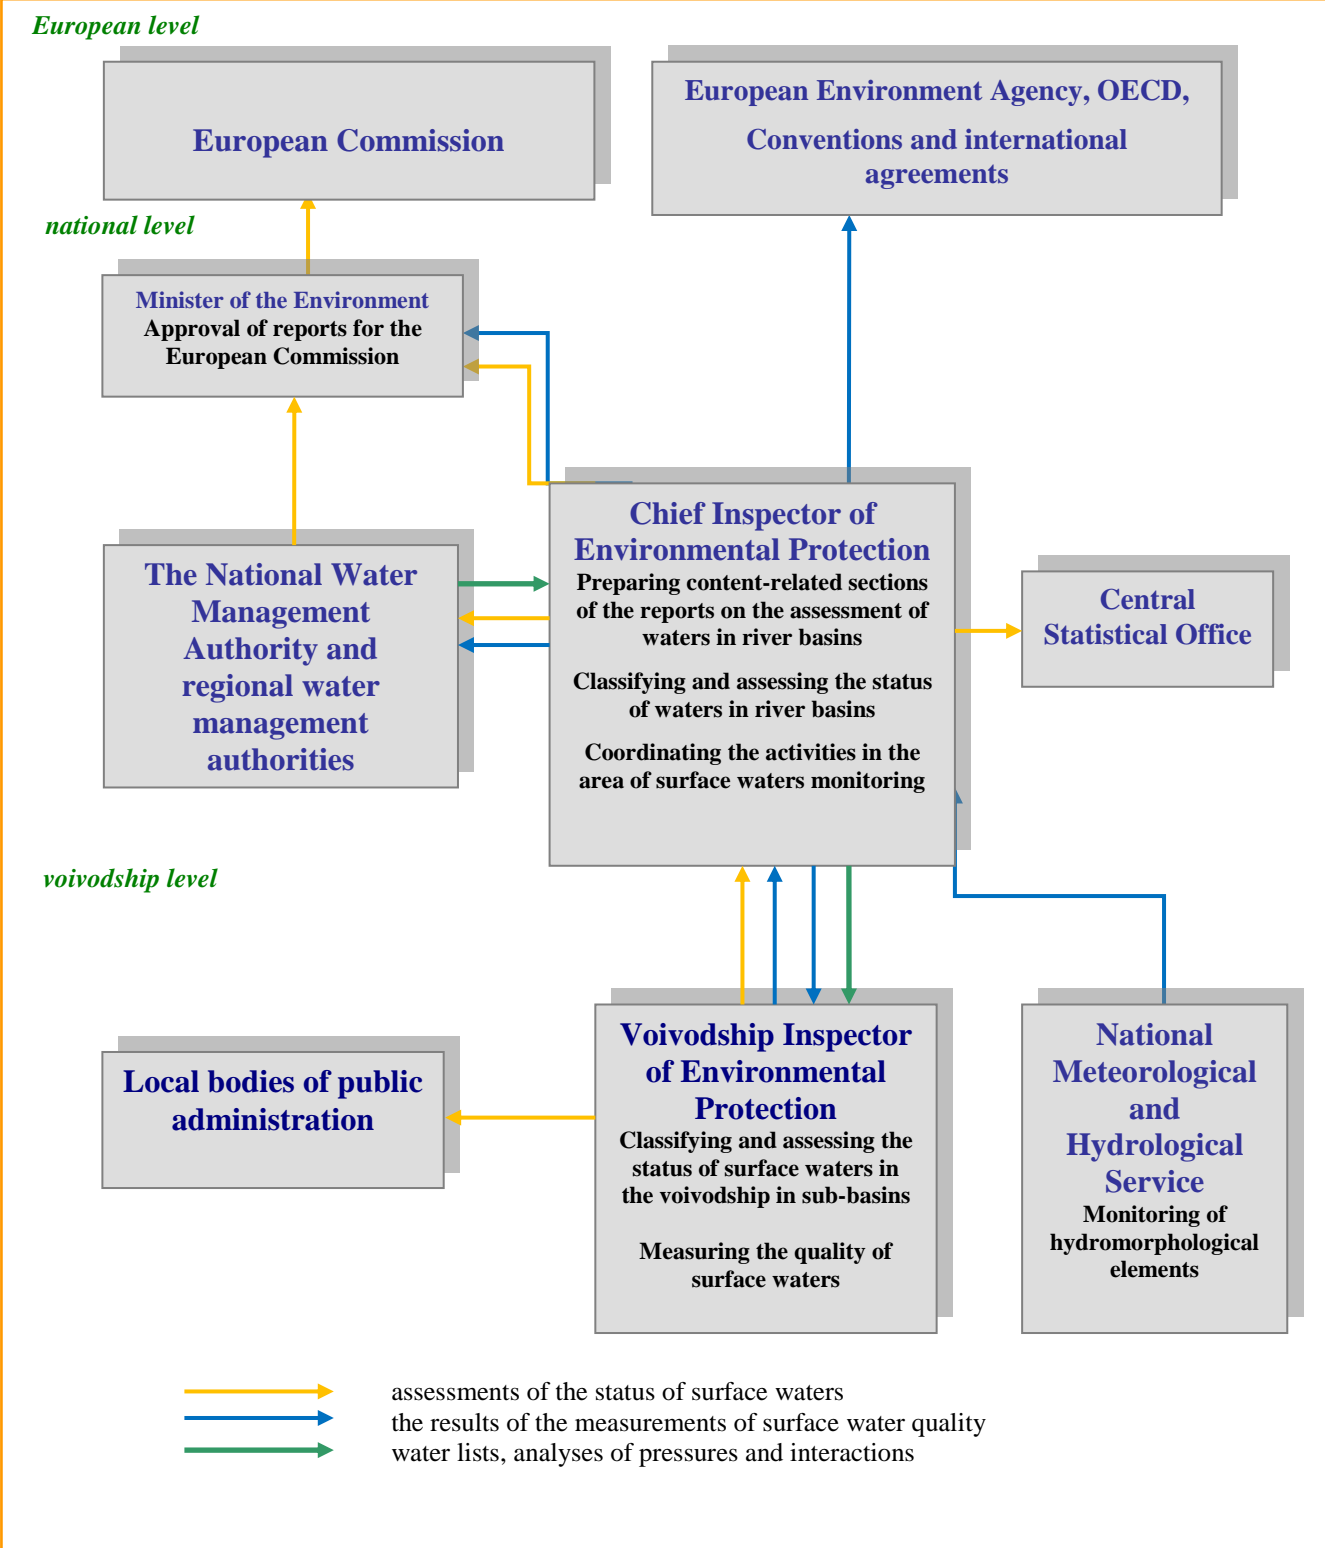 European level
European Commission
European Environment Agency, OECD,
Conventions and international
agreements
national level
Minister of the Environment
Approval of reports for the
European Commission
Chief Inspector of
Environmental Protection
Preparing content-related sections
of the reports on the assessment of
waters in river basins
Classifying and assessing the status
of waters in river basins
Coordinating the activities in the
area of surface waters monitoring
The National Water
Management
Authority and
regional water
management
authorities
Central
Statistical Office
voivodship level
Local bodies of public
administration
Voivodship Inspector
of Environmental
Protection
Classifying and assessing the
status of surface waters in
the voivodship in sub-basins
Measuring the quality of
surface waters
National
Meteorological
and
Hydrological
Service
Monitoring of
hydromorphological
elements
assessments of the status of surface waters
the results of the measurements of surface water quality
water lists, analyses of pressures and interactions